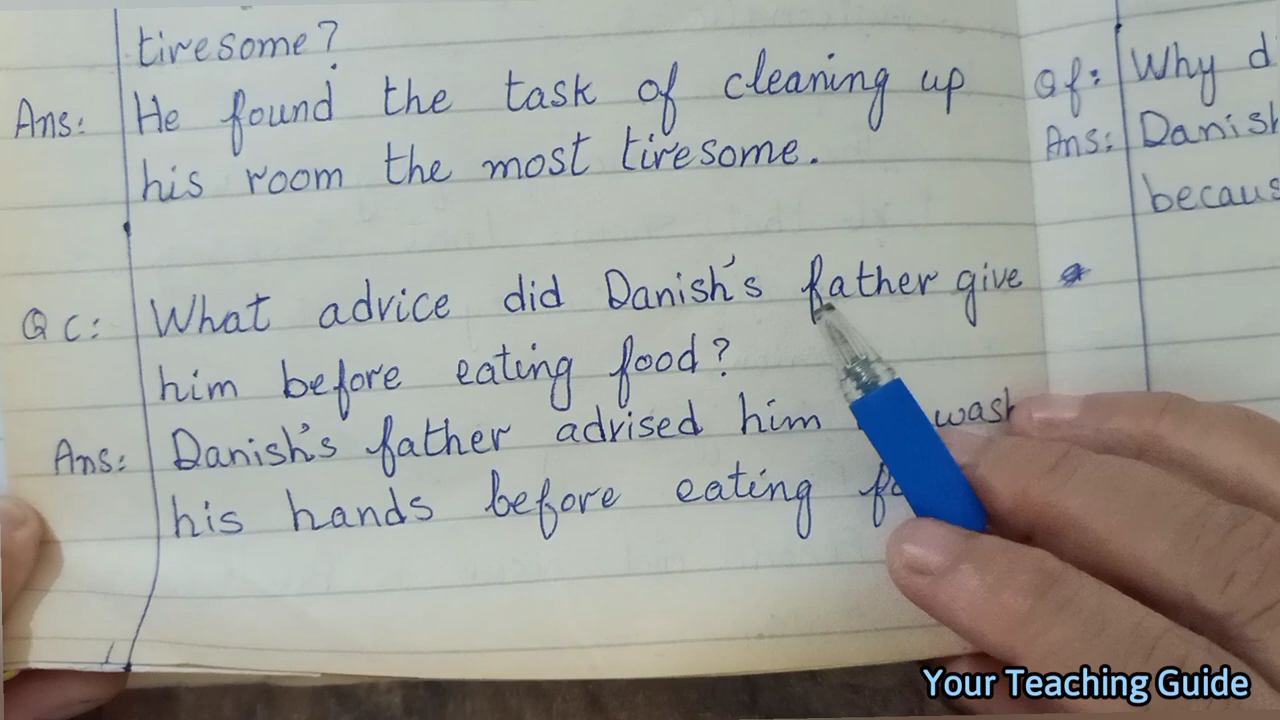 tiresome?
Ans: He found the task of cleaning up
his room the most tiresome.
Q C: What advice did Danish's father give
him before eating food?
Ans: Danish's father advised him wash
his hands before eating
Qf: Why
Ans:
Your Teaching Guide